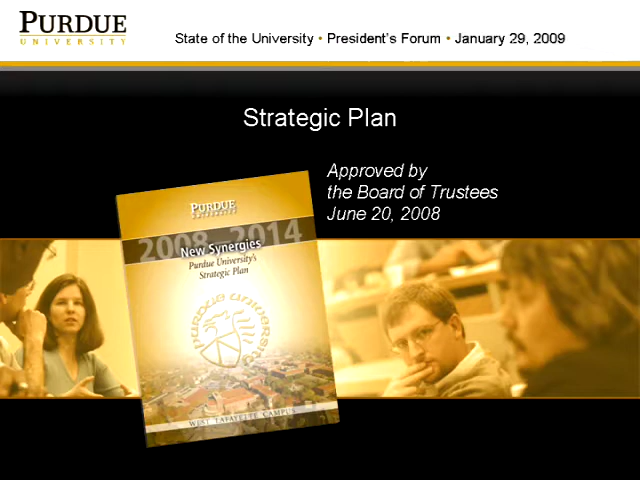 PURDUE
UNIVERSITY
State of the University • President's Forum • January 29, 2009
Strategic Plan
Approved by
the Board of Trustees
June 20, 2008
PURDUE
UNIVERSITY
2008-2014
New Synergies
Purdue University's
Strategic Plan
PURDUE UNIVERSITY
WEST LAFAYETTE CAMPUS